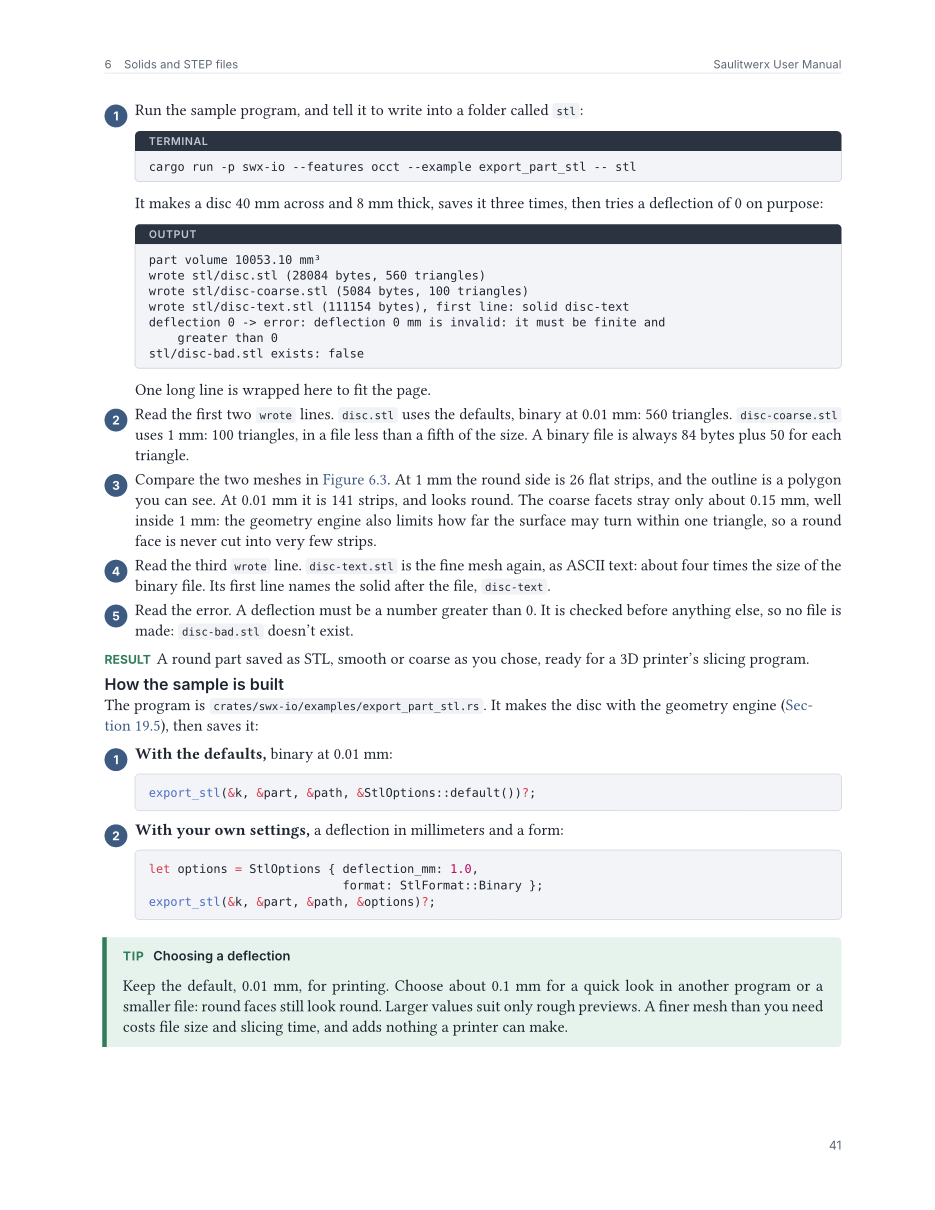 6 Solids and STEP files
Saulitwerx User Manual
1 Run the sample program, and tell it to write into a folder called stl:
TERMINAL
cargo run -p swx-io --features occt --example export_part_stl -- stl
It makes a disc 40 mm across and 8 mm thick, saves it three times, then tries a deflection of 0 on purpose:
OUTPUT
part volume 10053.10 mm³
wrote stl/disc.stl (28084 bytes, 560 triangles)
wrote stl/disc-coarse.stl (5084 bytes, 100 triangles)
wrote stl/disc-text.stl (111154 bytes), first line: solid disc-text
deflection 0 -> error: deflection 0 mm is invalid: it must be finite and
    greater than 0
stl/disc-bad.stl exists: false
One long line is wrapped here to fit the page.
2 Read the first two wrote lines. disc.stl uses the defaults, binary at 0.01 mm: 560 triangles. disc-coarse.stl
uses 1 mm: 100 triangles, in a file less than a fifth of the size. A binary file is always 84 bytes plus 50 for each
triangle.
3 Compare the two meshes in Figure 6.3. At 1 mm the round side is 26 flat strips, and the outline is a polygon
you can see. At 0.01 mm it is 141 strips, and looks round. The coarse facets stray only about 0.15 mm, well
inside 1 mm: the geometry engine also limits how far the surface may turn within one triangle, so a round
face is never cut into very few strips.
4 Read the third wrote line. disc-text.stl is the fine mesh again, as ASCII text: about four times the size of the
binary file. Its first line names the solid after the file, disc-text.
5 Read the error. A deflection must be a number greater than 0. It is checked before anything else, so no file is
made: disc-bad.stl doesn't exist.
RESULT A round part saved as STL, smooth or coarse as you chose, ready for a 3D printer's slicing program.
How the sample is built
The program is crates/swx-io/examples/export_part_stl.rs. It makes the disc with the geometry engine (Sec-
tion 19.5), then saves it:
1 With the defaults, binary at 0.01 mm:
export_stl(&k, &part, &path, &StlOptions::default())?;
2 With your own settings, a deflection in millimeters and a form:
let options = StlOptions { deflection_mm: 1.0,
                           format: StlFormat::Binary };
export_stl(&k, &part, &path, &options)?;
TIP Choosing a deflection
Keep the default, 0.01 mm, for printing. Choose about 0.1 mm for a quick look in another program or a
smaller file: round faces still look round. Larger values suit only rough previews. A finer mesh than you need
costs file size and slicing time, and adds nothing a printer can make.
41